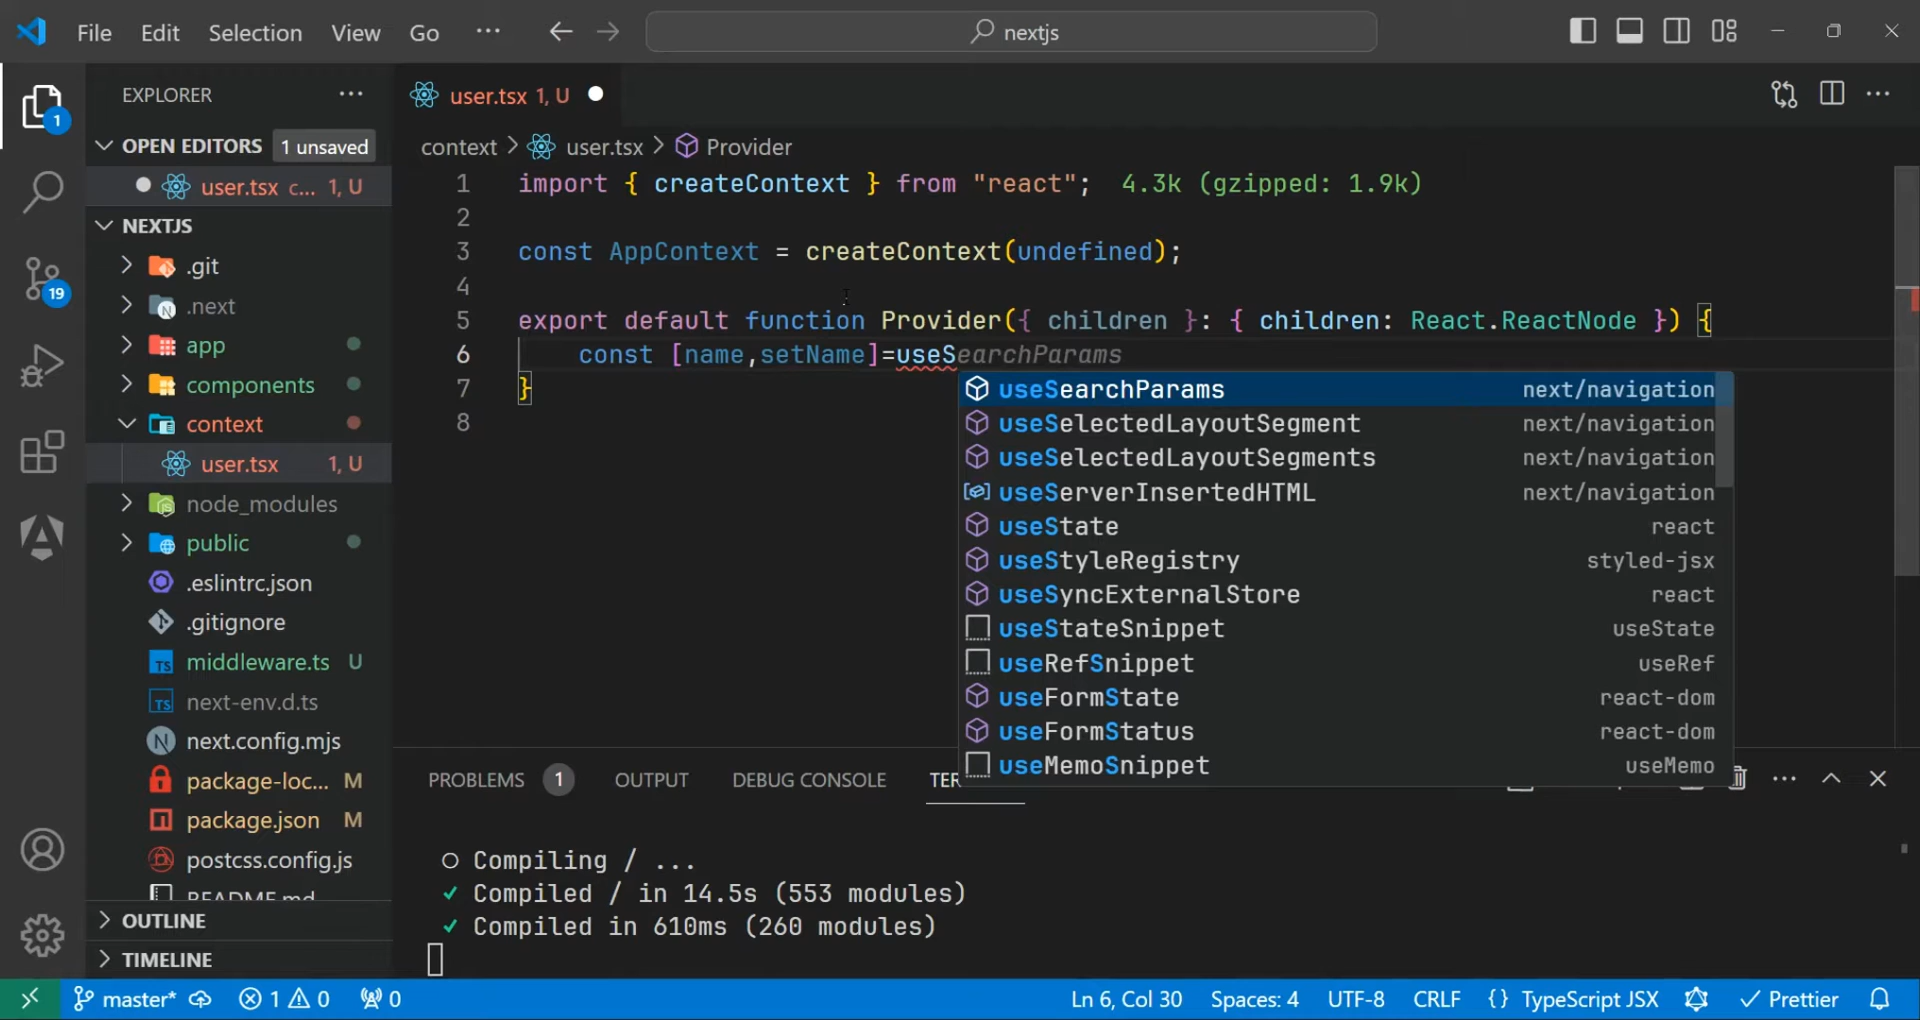 File Edit Selection View Go ... nextjs
EXPLORER ...
OPEN EDITORS 1 unsaved
user.tsx c... 1, U
NEXTJS
.git
.next
app
components
context
user.tsx 1, U
node_modules
public
.eslintrc.json
.gitignore
middleware.ts U
next-env.d.ts
next.config.mjs
package-loc... M
package.json M
postcss.config.js
README.md
OUTLINE
TIMELINE
1
19
user.tsx 1, U
context > user.tsx > Provider
1 import { createContext } from "react"; 4.3k (gzipped: 1.9k)
2
3 const AppContext = createContext(undefined);
4
5 export default function Provider({ children }: { children: React.ReactNode }) {
6 const [name,setName]=useSearchParams
7 }
8
useSearchParams next/navigation
useSelectedLayoutSegment next/navigation
useSelectedLayoutSegments next/navigation
useServerInsertedHTML next/navigation
useState react
useStyleRegistry styled-jsx
useSyncExternalStore react
useStateSnippet useState
useRefSnippet useRef
useFormState react-dom
useFormStatus react-dom
useMemoSnippet useMemo
PROBLEMS 1 OUTPUT DEBUG CONSOLE TER
Compiling / ...
✓ Compiled / in 14.5s (553 modules)
✓ Compiled in 610ms (260 modules)
master* 1 0 0 Ln 6, Col 30 Spaces: 4 UTF-8 CRLF {} TypeScript JSX Prettier